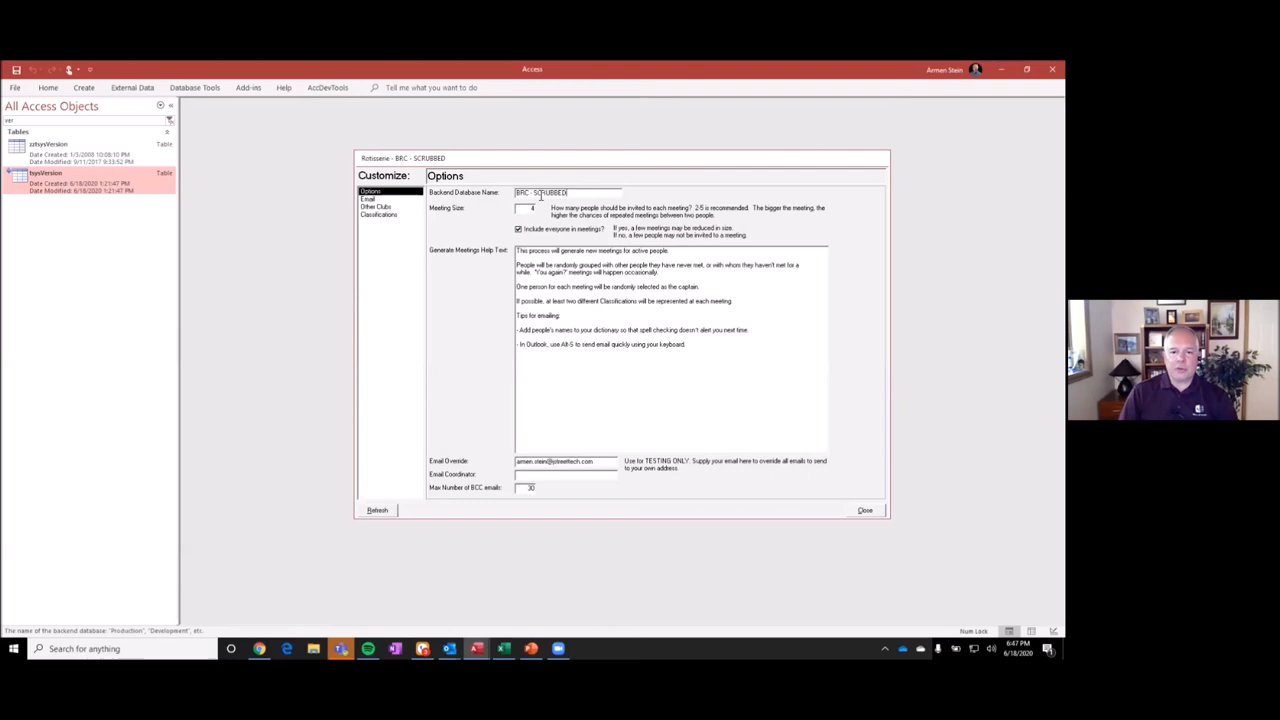 Access
Armen Stein
File Home Create External Data Database Tools Add-ins Help AccDevTools Tell me what you want to do
All Access Objects
ver
Tables
zztsysVersion Table
Date Created: 1/3/2008 10:08:10 PM
Date Modified: 9/11/2017 9:33:52 PM
tsysVersion Table
Date Created: 6/18/2020 1:21:47 PM
Date Modified: 6/18/2020 1:21:47 PM
Rotisserie - BRC - SCRUBBED
Customize: Options
Options
Email
Other Clubs
Classifications
Backend Database Name: BRC - SCRUBBED
Meeting Size: 4 How many people should be invited to each meeting? 2-5 is recommended. The bigger the meeting, the
higher the chances of repeated meetings between two people.
Include everyone in meetings? If yes, a few meetings may be reduced in size.
If no, a few people may not be invited to a meeting.
Generate Meetings Help Text: This process will generate new meetings for active people.
People will be randomly grouped with other people they have never met, or with whom they haven't met for a
while. "You again?" meetings will happen occasionally.
One person for each meeting will be randomly selected as the captain.
If possible, at least two different Classifications will be represented at each meeting.
Tips for emailing:
- Add people's names to your dictionary so that spell checking doesn't alert you next time.
- In Outlook, use Alt-S to send email quickly using your keyboard.
Email Override: armen.stein@jstreettech.com Use for TESTING ONLY. Supply your email here to override all emails to send
to your own address.
Email Coordinator:
Max Number of BCC emails: 30
Refresh Close
The name of the backend database: "Production", "Development", etc.
Num Lock
Search for anything
6:47 PM
6/18/2020